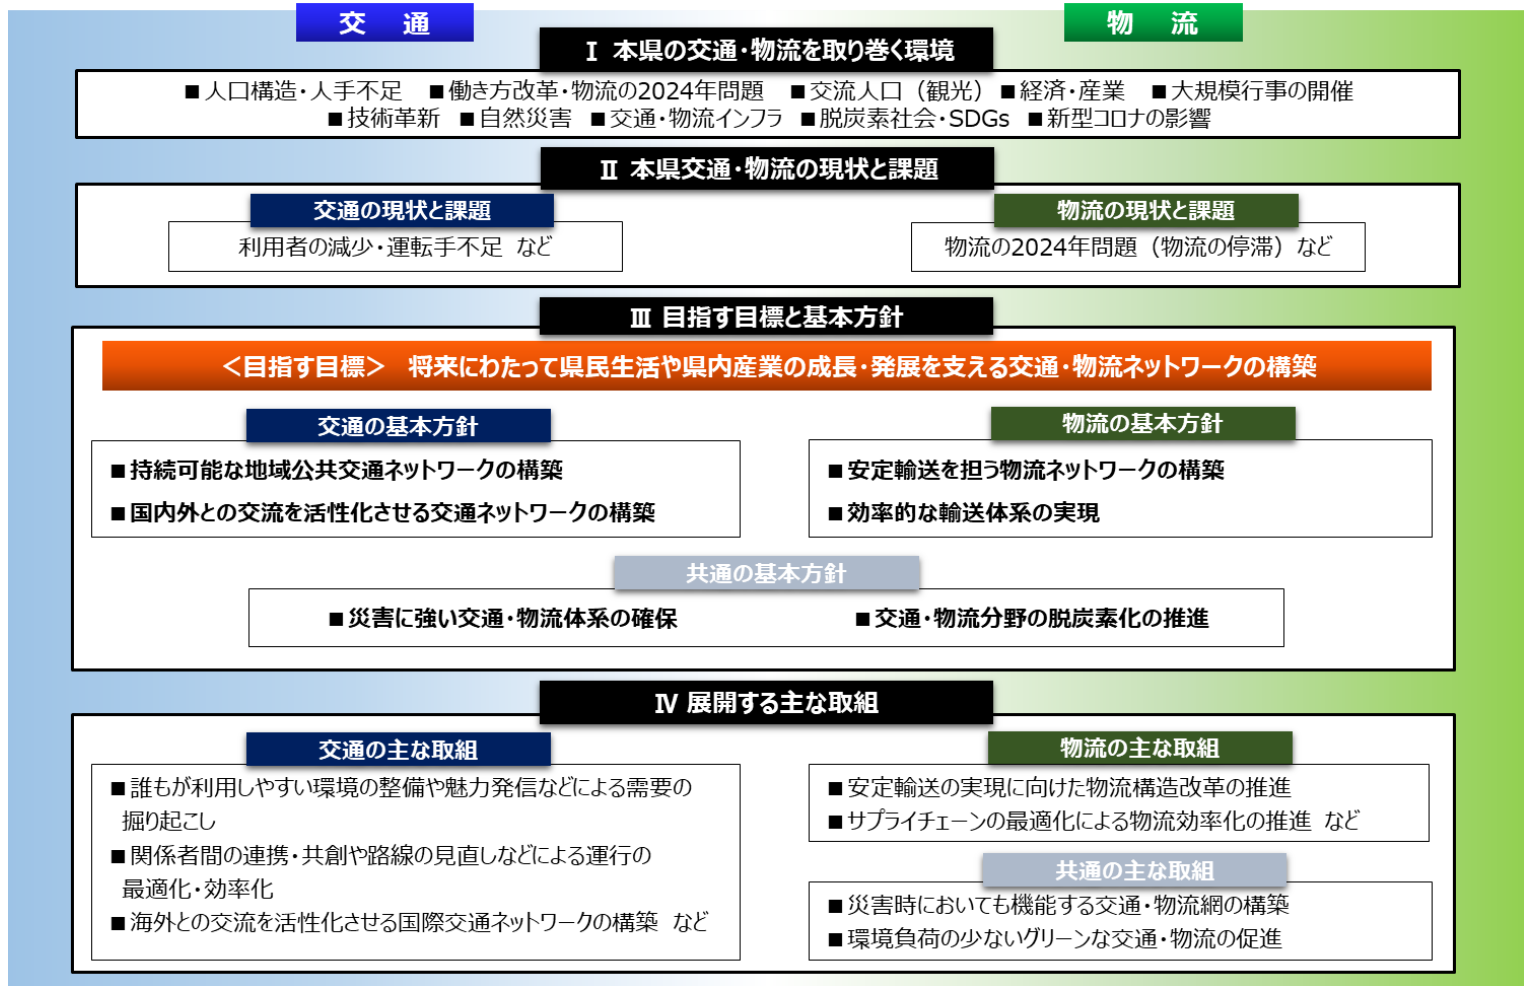 交　通
物　流
Ⅰ 本県の交通・物流を取り巻く環境
■人口構造・人手不足　■働き方改革・物流の2024年問題　■交流人口（観光）■経済・産業　■大規模行事の開催
■技術革新　■自然災害　■交通・物流インフラ　■脱炭素社会・SDGs　■新型コロナの影響
Ⅱ 本県交通・物流の現状と課題
交通の現状と課題
利用者の減少・運転手不足 など
物流の現状と課題
物流の2024年問題（物流の停滞）など
Ⅲ 目指す目標と基本方針
＜目指す目標＞　将来にわたって県民生活や県内産業の成長・発展を支える交通・物流ネットワークの構築
交通の基本方針
■持続可能な地域公共交通ネットワークの構築
■国内外との交流を活性化させる交通ネットワークの構築
物流の基本方針
■安定輸送を担う物流ネットワークの構築
■効率的な輸送体系の実現
共通の基本方針
■災害に強い交通・物流体系の確保
■交通・物流分野の脱炭素化の推進
Ⅳ 展開する主な取組
交通の主な取組
■誰もが利用しやすい環境の整備や魅力発信などによる需要の
掘り起こし
■関係者間の連携・共創や路線の見直しなどによる運行の
最適化・効率化
■海外との交流を活性化させる国際交通ネットワークの構築 など
物流の主な取組
■安定輸送の実現に向けた物流構造改革の推進
■サプライチェーンの最適化による物流効率化の推進 など
共通の主な取組
■災害時においても機能する交通・物流網の構築
■環境負荷の少ないグリーンな交通・物流の促進